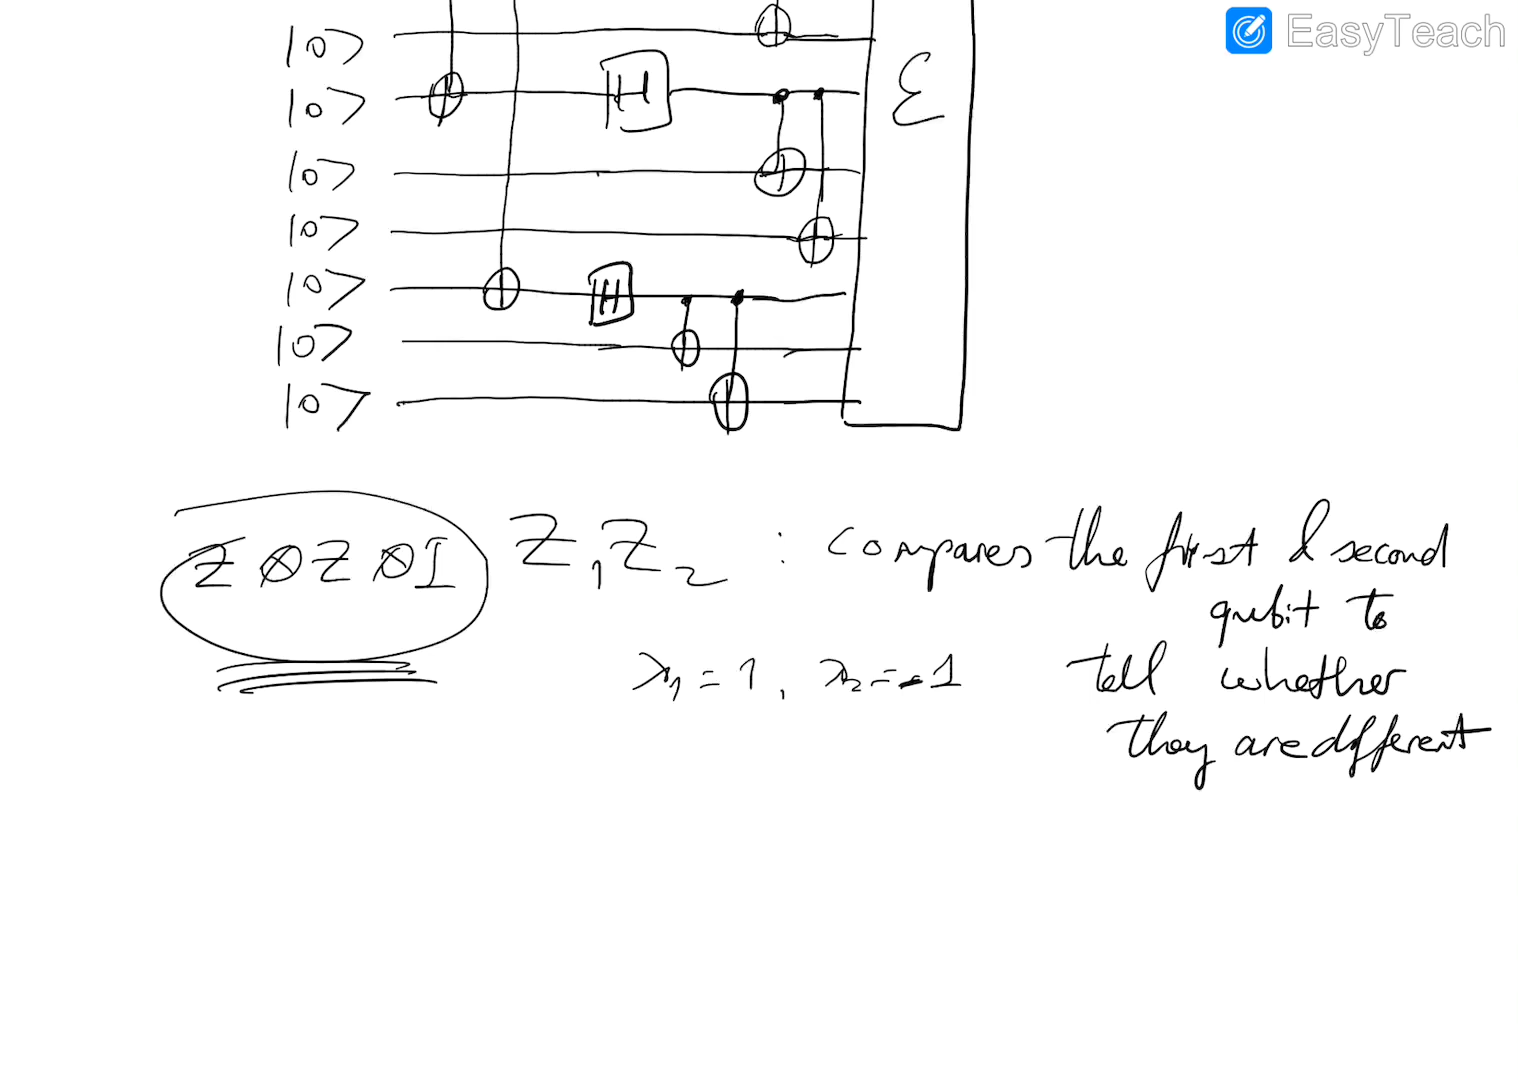 EasyTeach
|0>
ε
|0> H
|0>
|0>
|0> H
|0>
|0>
Z⊗Z⊗I Z₁Z₂ : compares the first & second
qubit to
λ₁ = 1, λ₂ = -1 tell whether
they are different